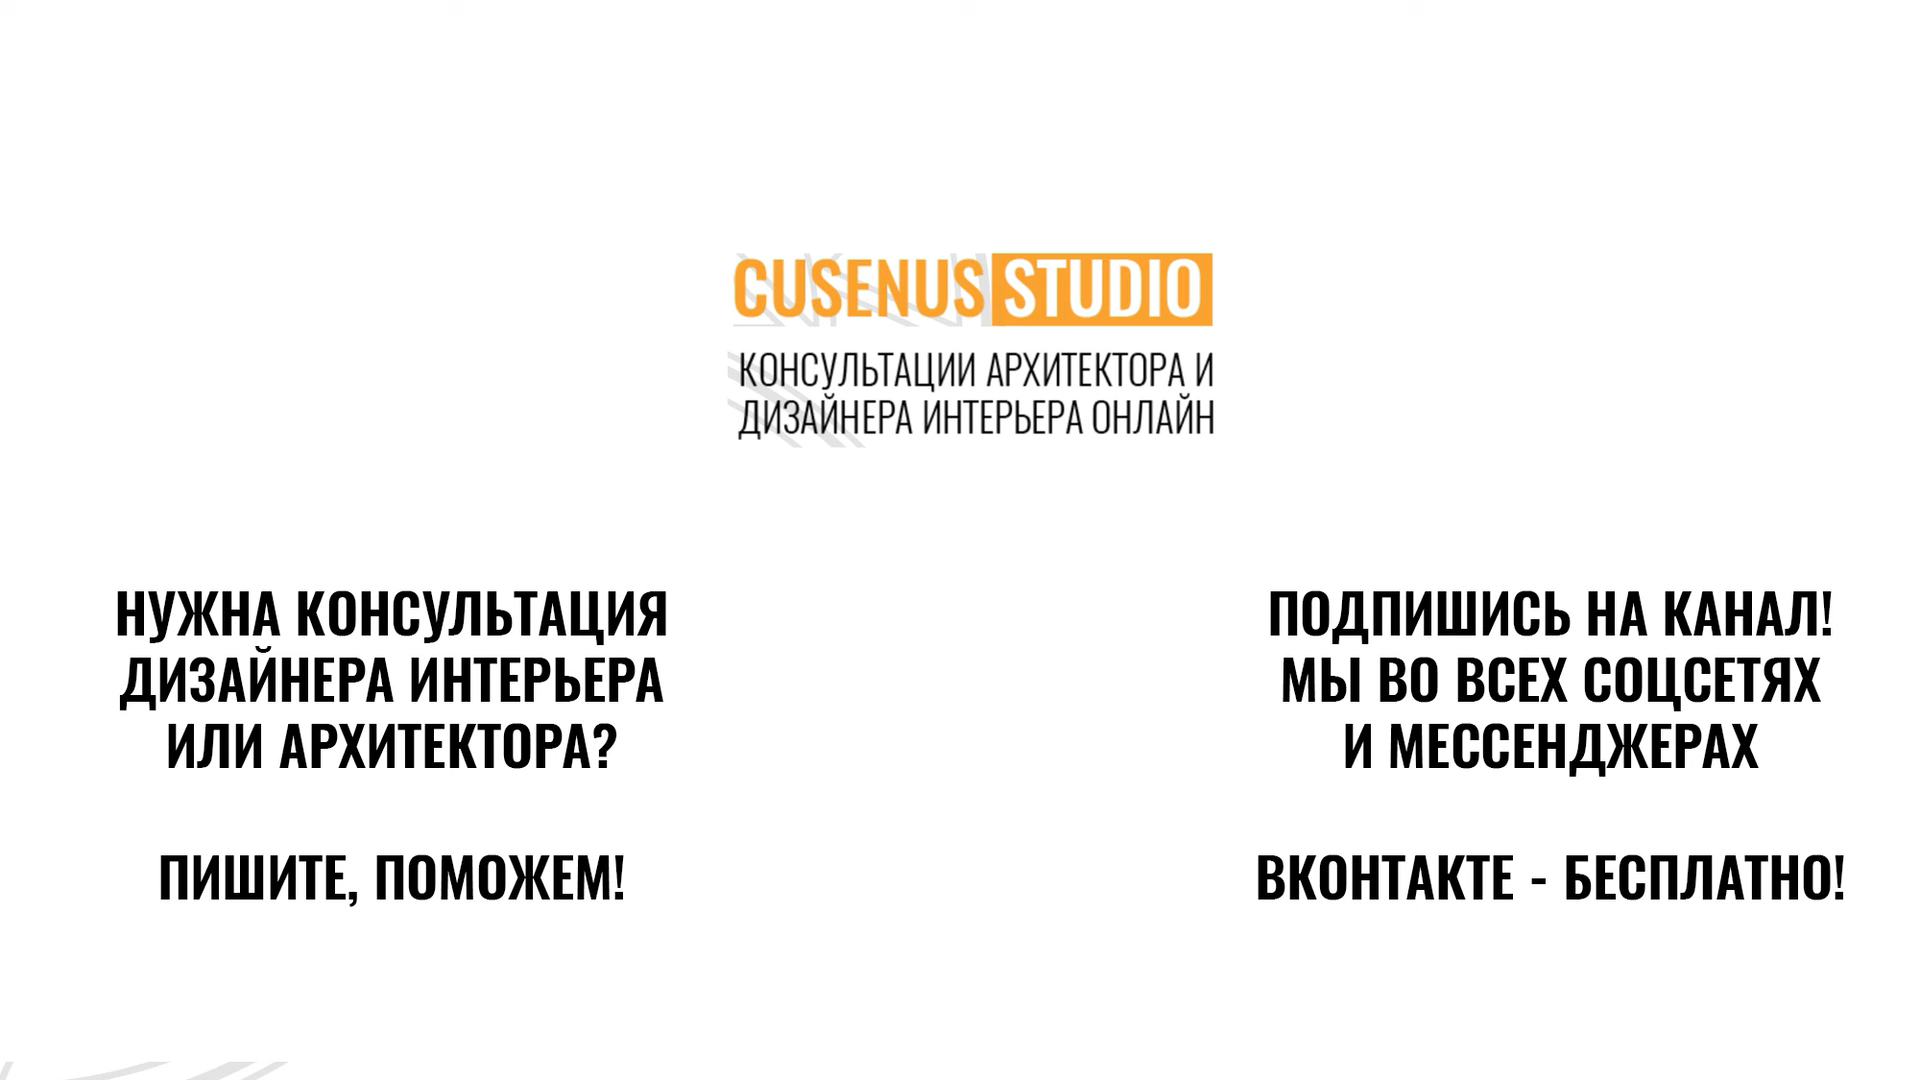 CUSENUS STUDIO
КОНСУЛЬТАЦИИ АРХИТЕКТОРА И
ДИЗАЙНЕРА ИНТЕРЬЕРА ОНЛАЙН
НУЖНА КОНСУЛЬТАЦИЯ
ДИЗАЙНЕРА ИНТЕРЬЕРА
ИЛИ АРХИТЕКТОРА?
ПИШИТЕ, ПОМОЖЕМ!
ПОДПИШИСЬ НА КАНАЛ!
МЫ ВО ВСЕХ СОЦСЕТЯХ
И МЕССЕНДЖЕРАХ
ВКОНТАКТЕ - БЕСПЛАТНО!